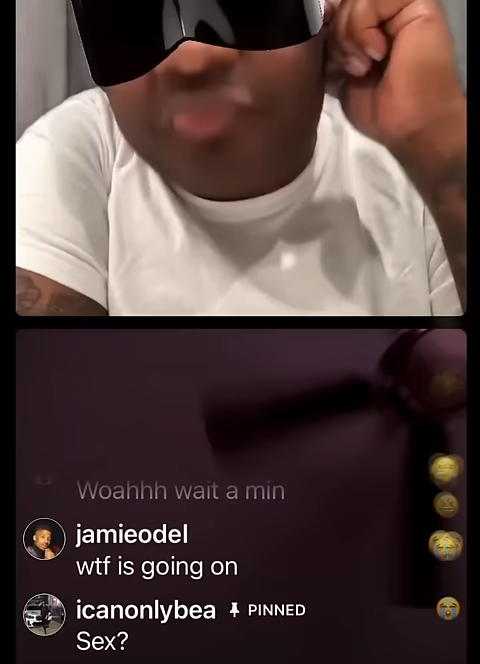 Woahhh wait a min
jamieodel
wtf is going on
icanonlybea PINNED
Sex?